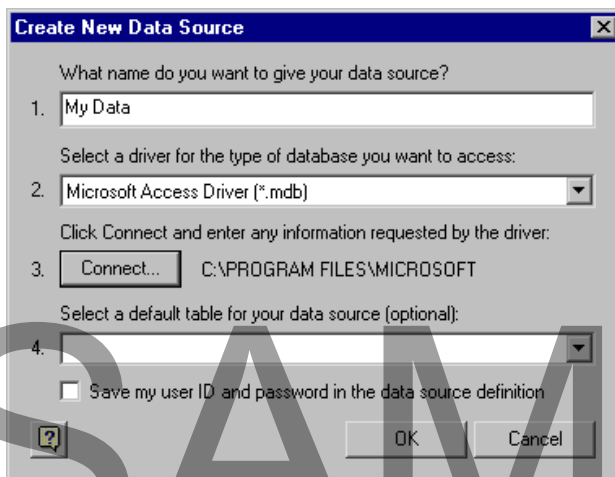 Create New Data Source
What name do you want to give your data source?
1. My Data
Select a driver for the type of database you want to access:
2. Microsoft Access Driver (*.mdb)
Click Connect and enter any information requested by the driver:
3. Connect... C:\PROGRAM FILES\MICROSOFT
Select a default table for your data source (optional):
4.
Save my user ID and password in the data source definition
? OK Cancel
SAM